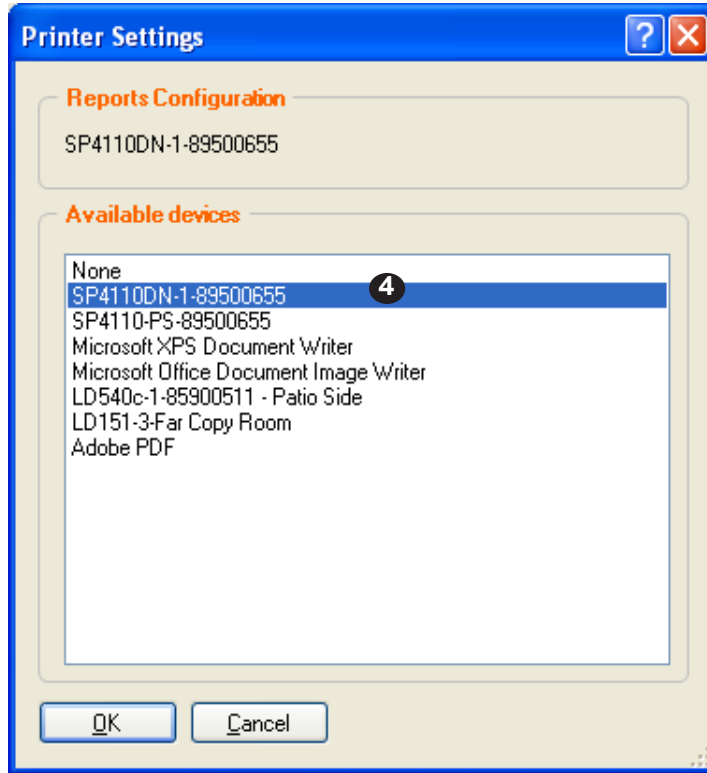 Printer Settings
Reports Configuration
SP4110DN-1-89500655
Available devices
None
SP4110DN-1-89500655 4
SP4110-PS-89500655
Microsoft XPS Document Writer
Microsoft Office Document Image Writer
LD540c-1-85900511 - Patio Side
LD151-3-Far Copy Room
Adobe PDF
OK Cancel